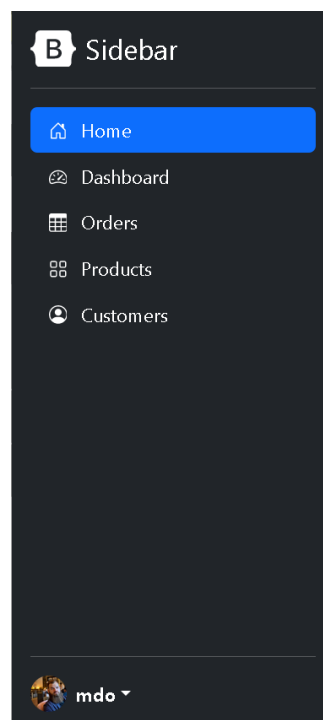 B Sidebar
Home
Dashboard
Orders
Products
Customers
mdo